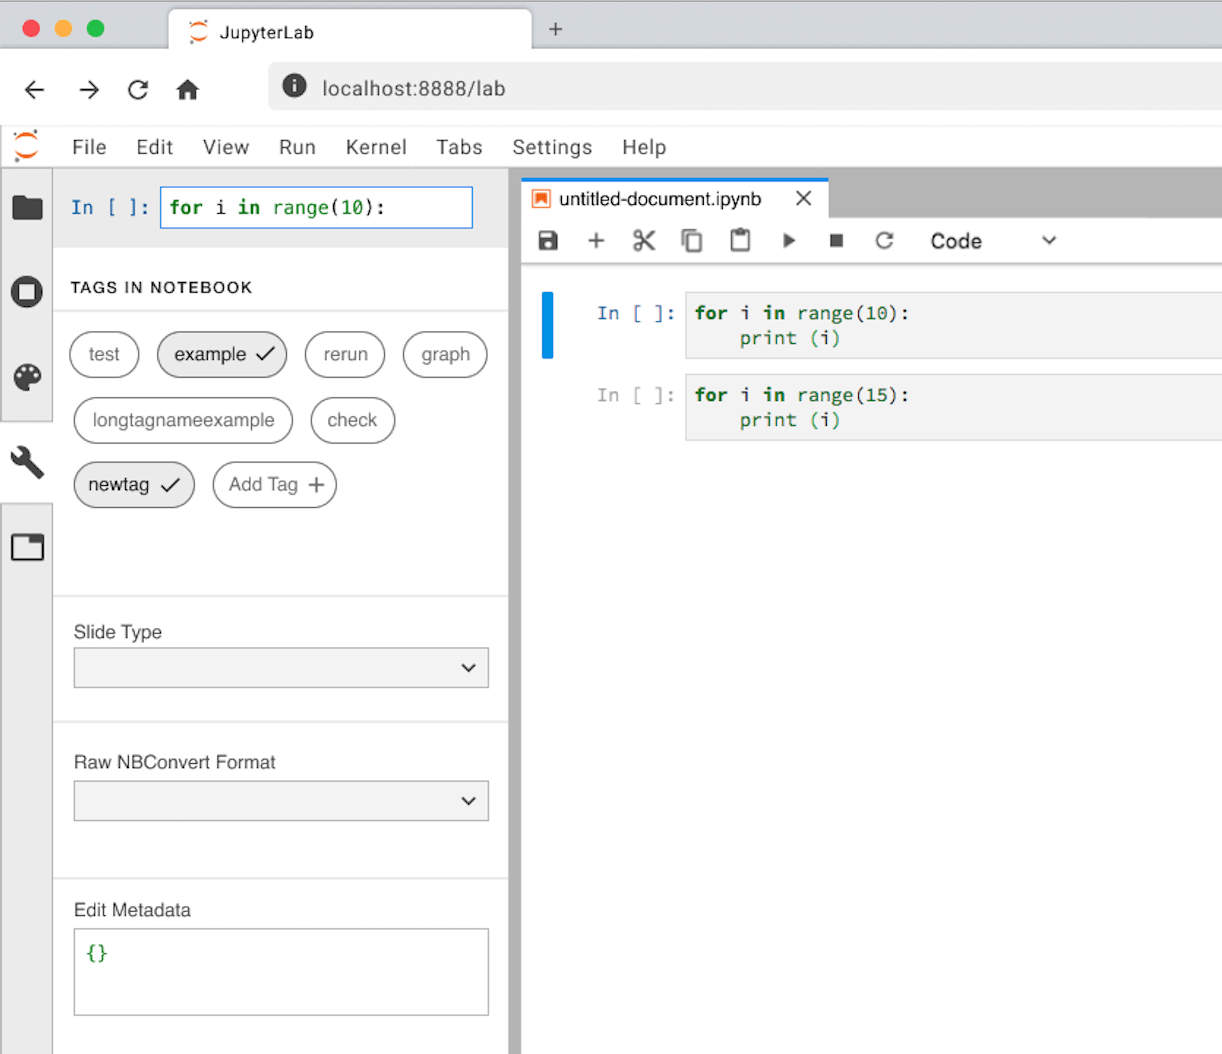 JupyterLab
localhost:8888/lab
File Edit View Run Kernel Tabs Settings Help
In [ ]: for i in range(10):
TAGS IN NOTEBOOK
test example rerun graph
longtagnameexample check
newtag Add Tag +
Slide Type
Raw NBConvert Format
Edit Metadata
{}
untitled-document.ipynb
Code
In [ ]: for i in range(10):
print (i)
In [ ]: for i in range(15):
print (i)